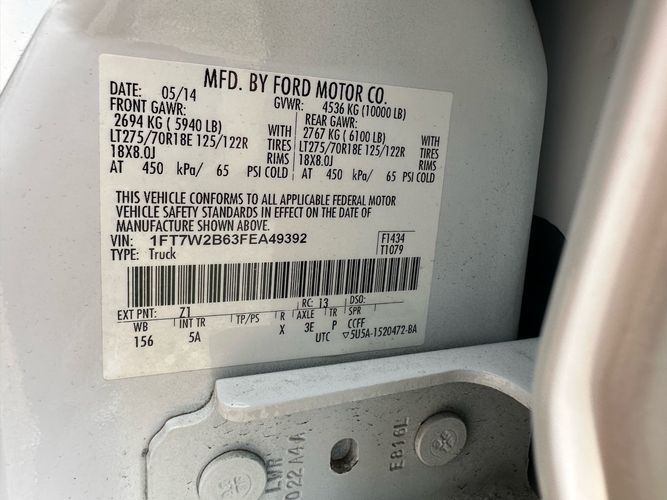 MFD. BY FORD MOTOR CO.
DATE: 05/14 GVWR: 4536 KG (10000 LB)
FRONT GAWR: REAR GAWR:
2694 KG ( 5940 LB) WITH 2767 KG ( 6100 LB) WITH
LT275/70R18E 125/122R TIRES LT275/70R18E 125/122R TIRES
18X8.0J RIMS 18X8.0J RIMS
AT 450 kPa/ 65 PSI COLD AT 450 kPa/ 65 PSI COLD
THIS VEHICLE CONFORMS TO ALL APPLICABLE FEDERAL MOTOR
VEHICLE SAFETY STANDARDS IN EFFECT ON THE DATE OF
MANUFACTURE SHOWN ABOVE.
VIN: 1FT7W2B63FEA49392 F1434
TYPE: Truck T1079
EXT PNT: Z1 RC: 13 DSO:
WB INT TR TP/PS R AXLE TR SPR
156 5A X 3E P CCFF
UTC ▽5U5A-1520472-BA
LWR
022A4A
E816L